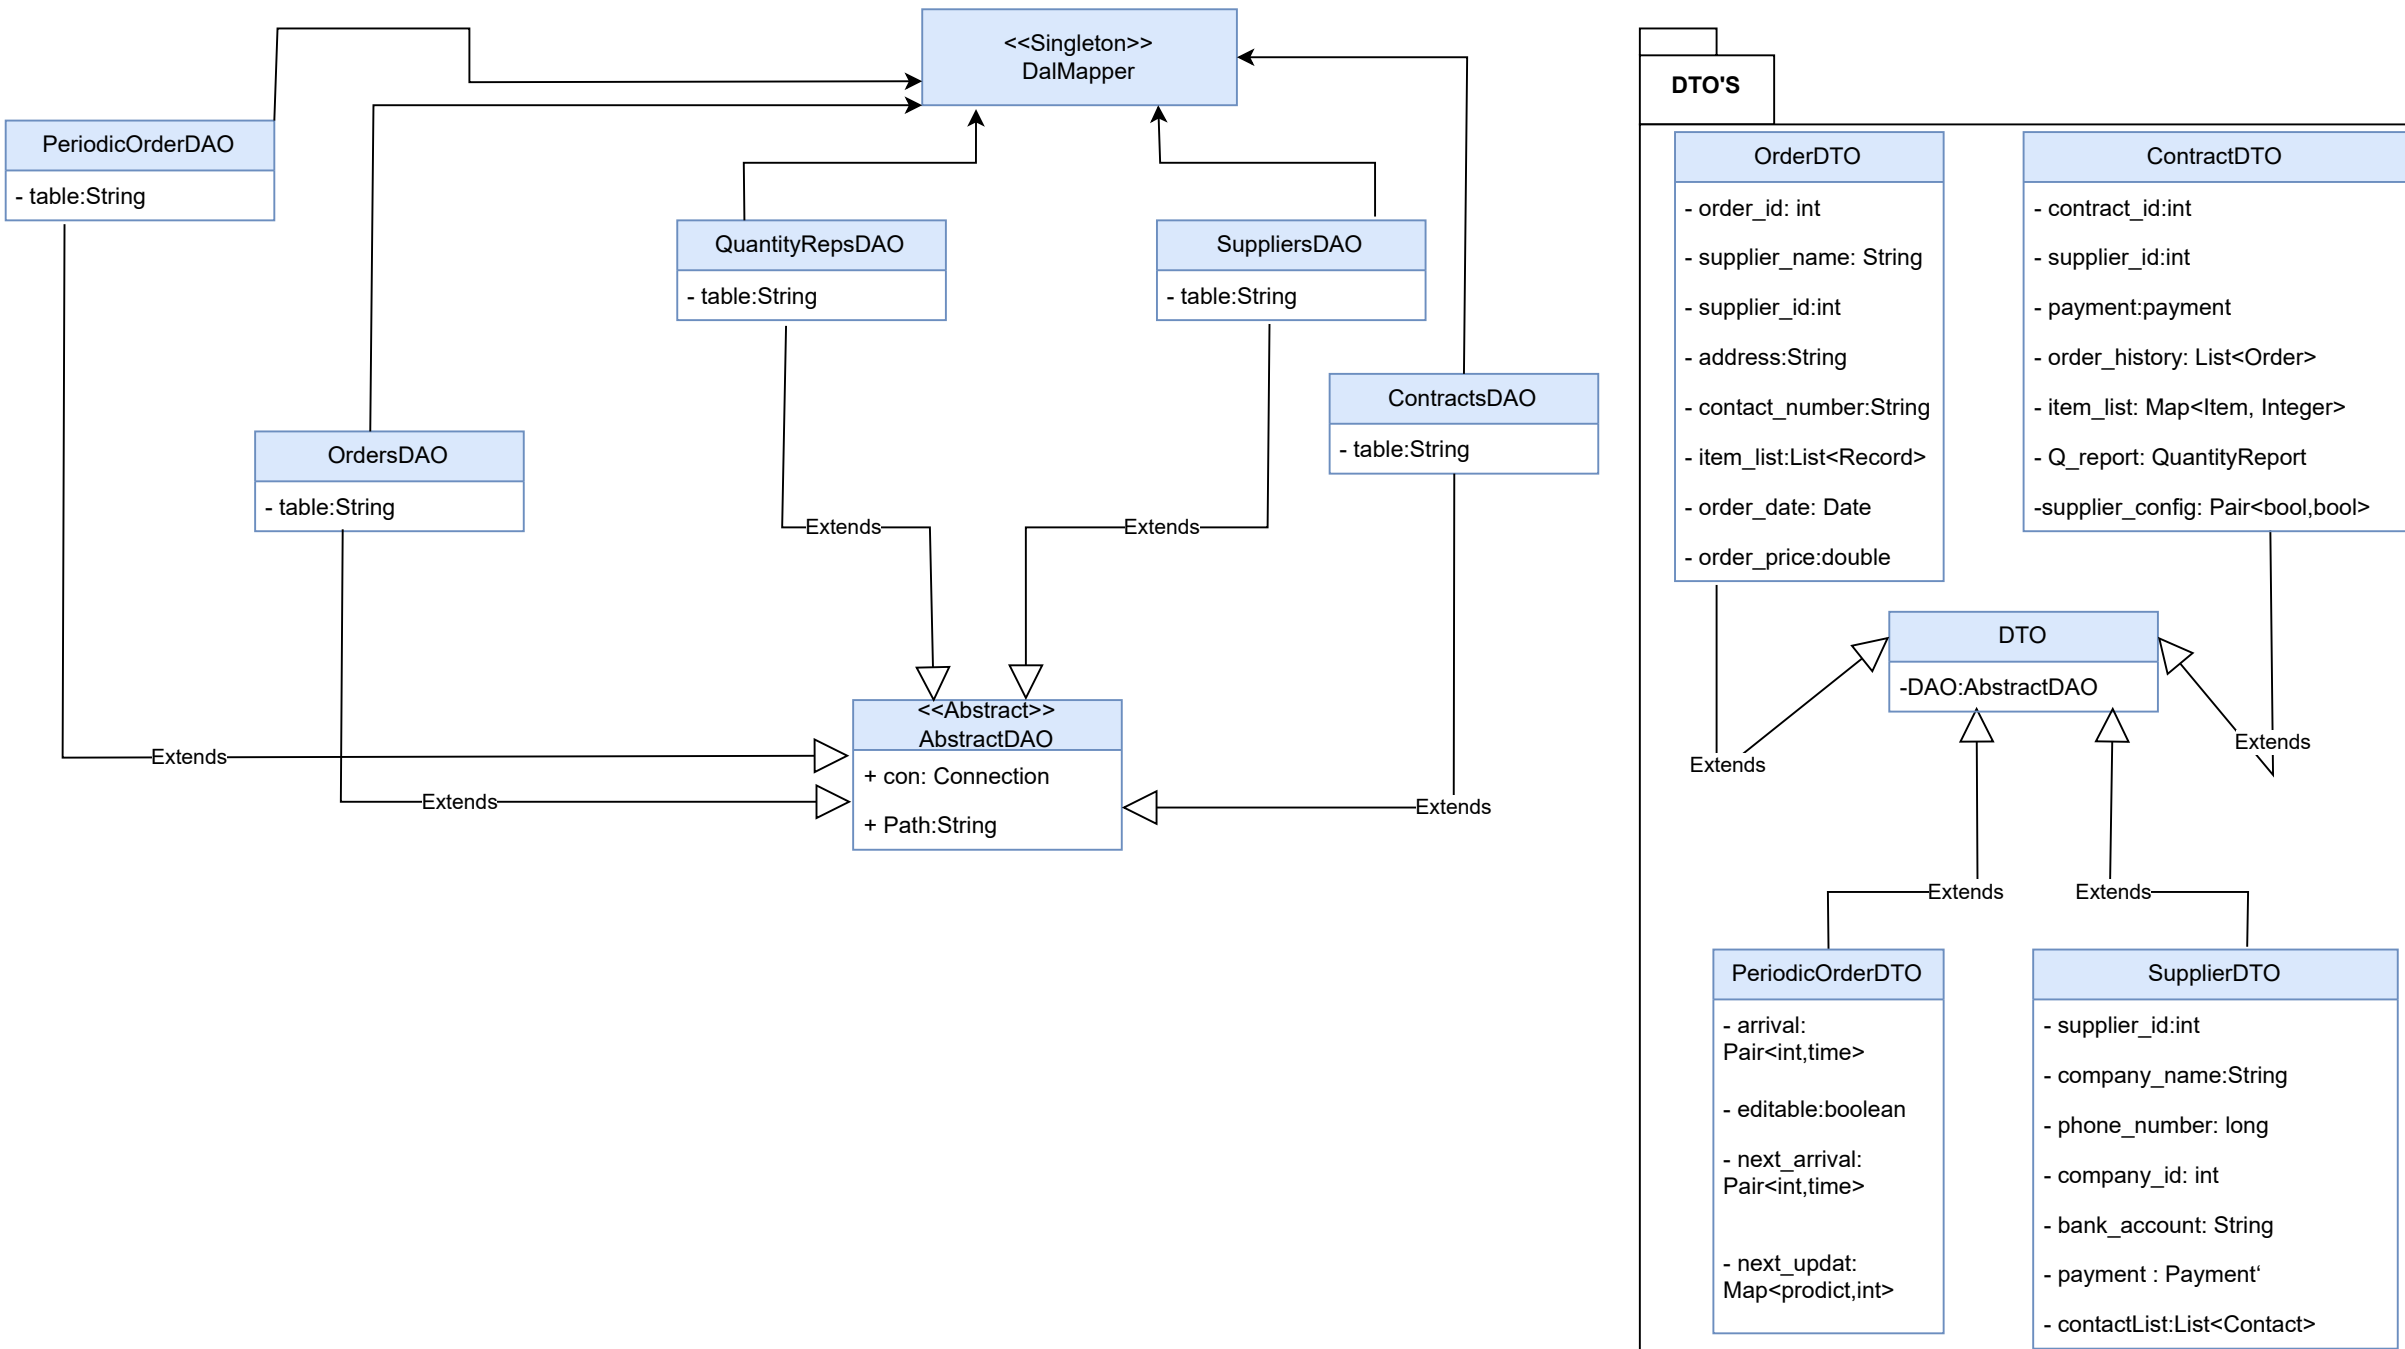 <<Singleton>>
DalMapper
PeriodicOrderDAO
- table:String
QuantityRepsDAO
- table:String
SuppliersDAO
- table:String
ContractsDAO
- table:String
OrdersDAO
- table:String
Extends
Extends
Extends
Extends
Extends
<<Abstract>>
AbstractDAO
+ con: Connection
+ Path:String
DTO'S
OrderDTO
- order_id: int
- supplier_name: String
- supplier_id:int
- address:String
- contact_number:String
- item_list:List<Record>
- order_date: Date
- order_price:double
ContractDTO
- contract_id:int
- supplier_id:int
- payment:payment
- order_history: List<Order>
- item_list: Map<Item, Integer>
- Q_report: QuantityReport
-supplier_config: Pair<bool,bool>
DTO
-DAO:AbstractDAO
Extends
Extends
Extends
Extends
PeriodicOrderDTO
- arrival:
Pair<int,time>
- editable:boolean
- next_arrival:
Pair<int,time>
- next_updat:
Map<prodict,int>
SupplierDTO
- supplier_id:int
- company_name:String
- phone_number: long
- company_id: int
- bank_account: String
- payment : Payment‘
- contactList:List<Contact>